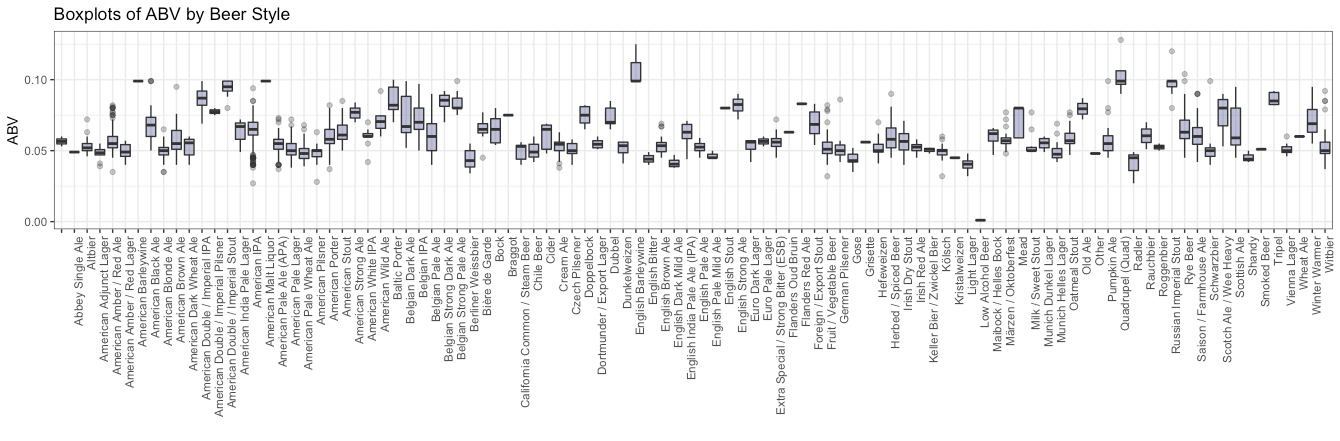 Boxplots of ABV by Beer Style
ABV
0.10
0.05
0.00
Abbey Single Ale
Altbier
American Adjunct Lager
American Amber / Red Ale
American Amber / Red Lager
American Barleywine
American Black Ale
American Blonde Ale
American Brown Ale
American Dark Wheat Ale
American Double / Imperial IPA
American Double / Imperial Pilsner
American Double / Imperial Stout
American India Pale Lager
American IPA
American Malt Liquor
American Pale Ale (APA)
American Pale Lager
American Pale Wheat Ale
American Pilsner
American Porter
American Stout
American Strong Ale
American White IPA
American Wild Ale
Baltic Porter
Belgian Dark Ale
Belgian IPA
Belgian Pale Ale
Belgian Strong Dark Ale
Belgian Strong Pale Ale
Berliner Weissbier
Bière de Garde
Bock
Braggot
California Common / Steam Beer
Chile Beer
Cider
Cream Ale
Czech Pilsener
Doppelbock
Dortmunder / Export Lager
Dubbel
Dunkelweizen
English Barleywine
English Bitter
English Brown Ale
English Dark Mild Ale
English India Pale Ale (IPA)
English Pale Ale
English Pale Mild Ale
English Stout
English Strong Ale
Euro Dark Lager
Euro Pale Lager
Extra Special / Strong Bitter (ESB)
Flanders Oud Bruin
Flanders Red Ale
Foreign / Export Stout
Fruit / Vegetable Beer
German Pilsener
Gose
Grisette
Hefeweizen
Herbed / Spiced Beer
Irish Dry Stout
Irish Red Ale
Keller Bier / Zwickel Bier
Kölsch
Kristalweizen
Light Lager
Low Alcohol Beer
Maibock / Helles Bock
Märzen / Oktoberfest
Mead
Milk / Sweet Stout
Munich Dunkel Lager
Munich Helles Lager
Oatmeal Stout
Old Ale
Other
Pumpkin Ale
Quadrupel (Quad)
Radler
Rauchbier
Roggenbier
Russian Imperial Stout
Rye Beer
Saison / Farmhouse Ale
Schwarzbier
Scotch Ale / Wee Heavy
Scottish Ale
Shandy
Smoked Beer
Tripel
Vienna Lager
Wheat Ale
Winter Warmer
Witbier